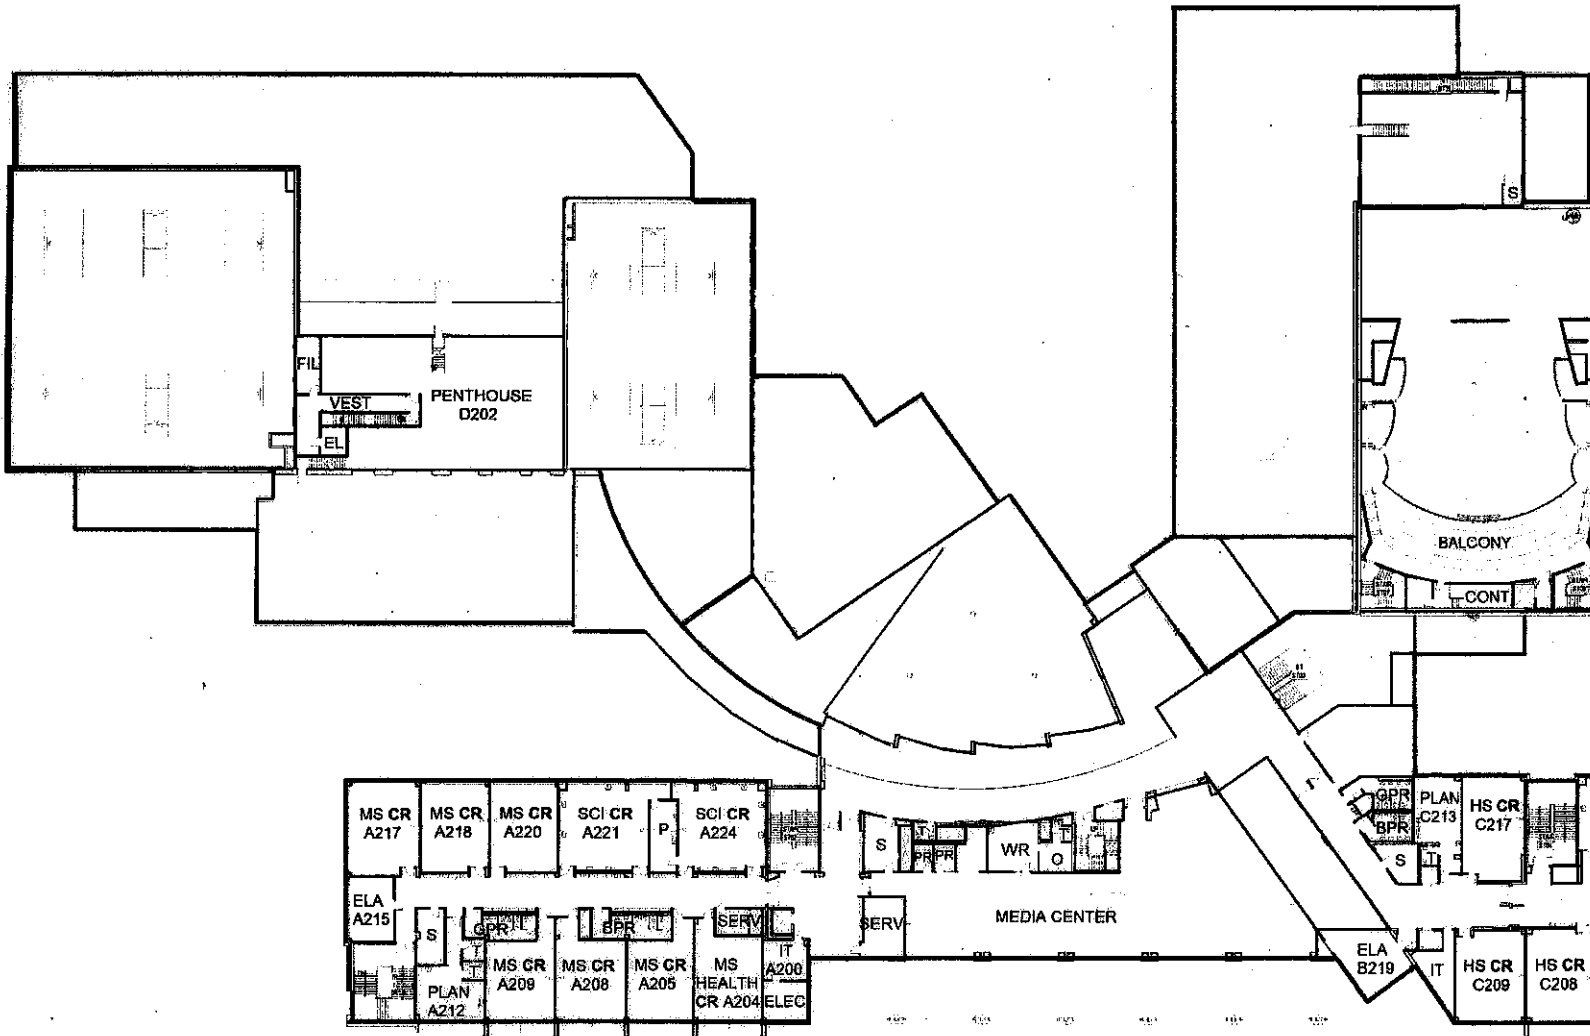 S
FIL
VEST
PENTHOUSE
D202
EL
BALCONY
CONT
MS CR
A217
MS CR
A218
MS CR
A220
SCI CR
A221
P
SCI CR
A224
S
T
PR
PR
WR
T
O
GPR
BPR
PLAN
C213
HS CR
C217
S
T
ELA
A215
S
GPR
BPR
SERV
SERV
MEDIA CENTER
T
T
PLAN
A212
MS CR
A209
MS CR
A208
MS CR
A205
MS
HEALTH
CR A204
IT
A200
ELEC
ELA
B219
IT
HS CR
C209
HS CR
C208